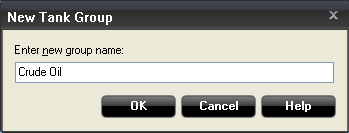 New Tank Group
Enter new group name:
Crude Oil
OK Cancel Help